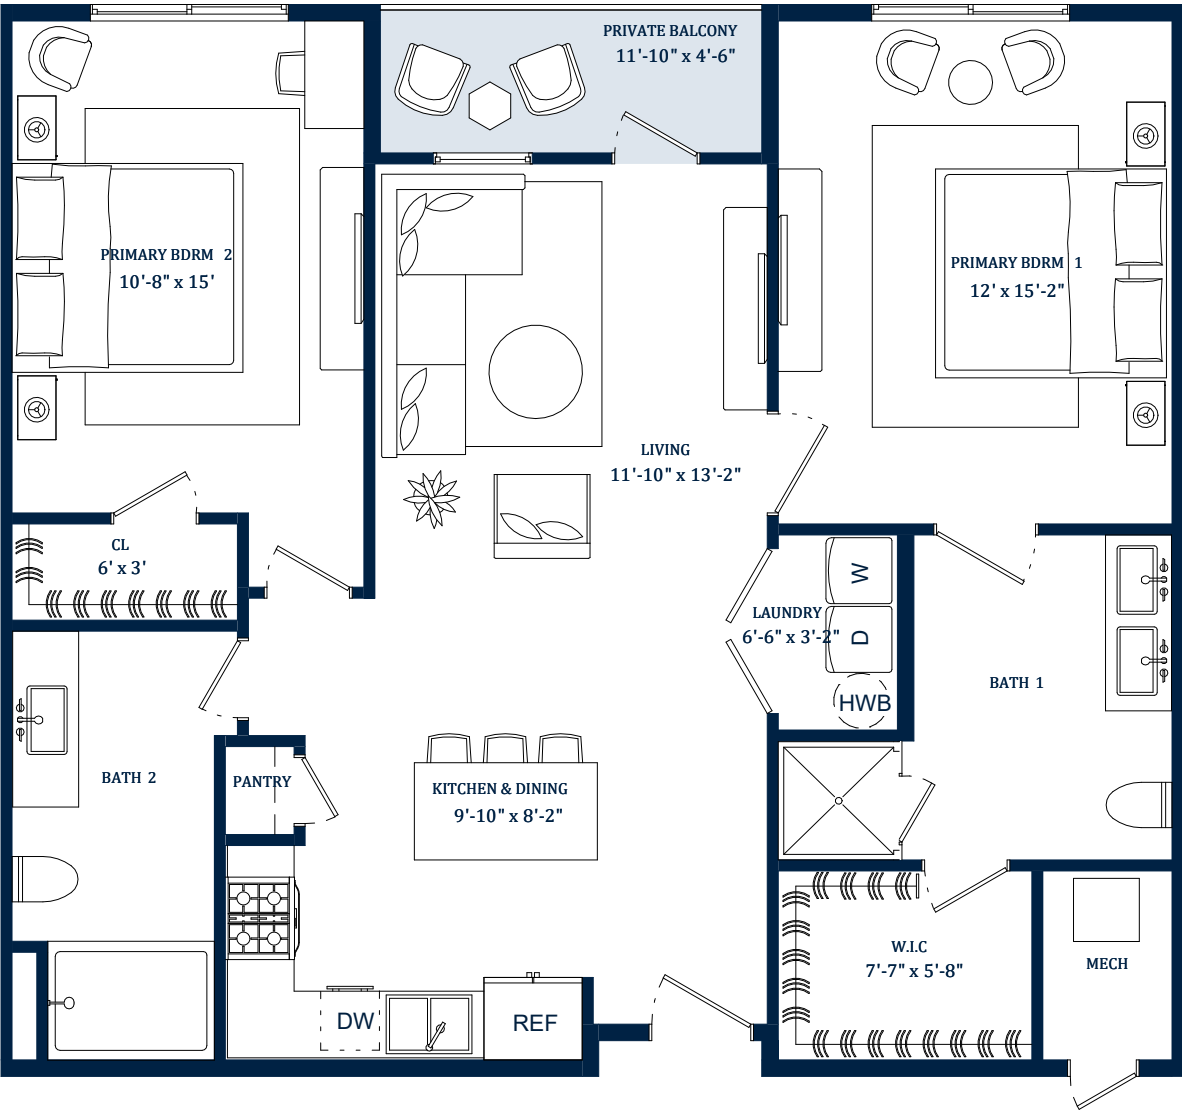 PRIVATE BALCONY
11'-10" x 4'-6"
PRIMARY BDRM 2
10'-8" x 15'
PRIMARY BDRM 1
12' x 15'-2"
LIVING
11'-10" x 13'-2"
CL
6' x 3'
W
LAUNDRY
6'-6" x 3'-2"
D
HWB
BATH 1
BATH 2
PANTRY
KITCHEN & DINING
9'-10" x 8'-2"
W.I.C
7'-7" x 5'-8"
MECH
DW
REF